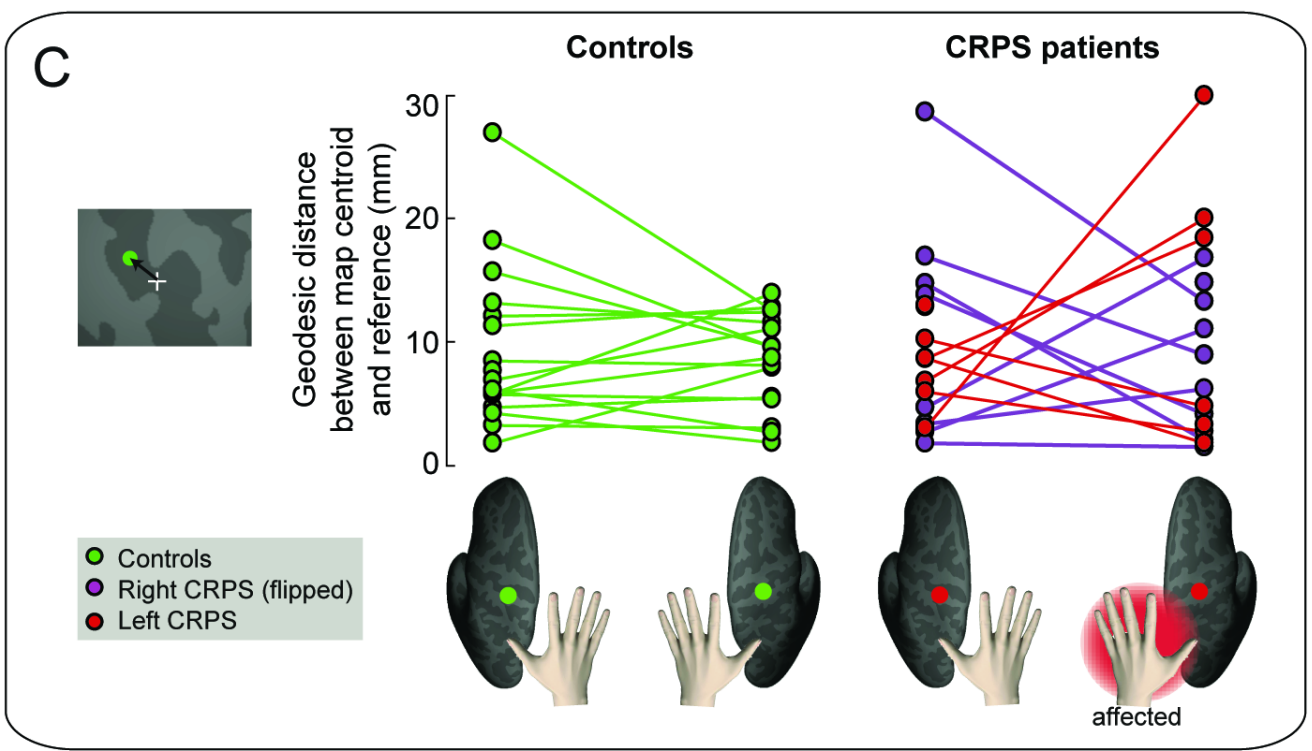 C
Controls
CRPS patients
Geodesic distance
between map centroid
and reference (mm)
30
20
10
0
Controls
Right CRPS (flipped)
Left CRPS
affected